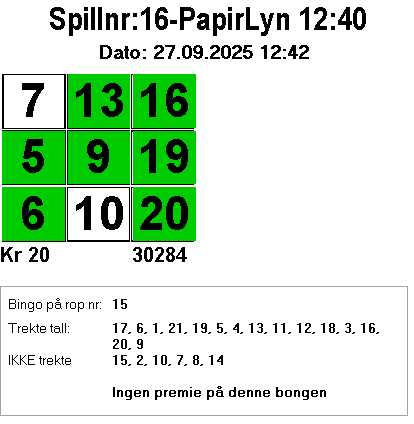 Spillnr:16-PapirLyn 12:40
Dato: 27.09.2025 12:42
7 13 16
5 9 19
6 10 20
Kr 20 30284
Bingo på rop nr: 15
Trekte tall: 17, 6, 1, 21, 19, 5, 4, 13, 11, 12, 18, 3, 16,
20, 9
IKKE trekte 15, 2, 10, 7, 8, 14
Ingen premie på denne bongen